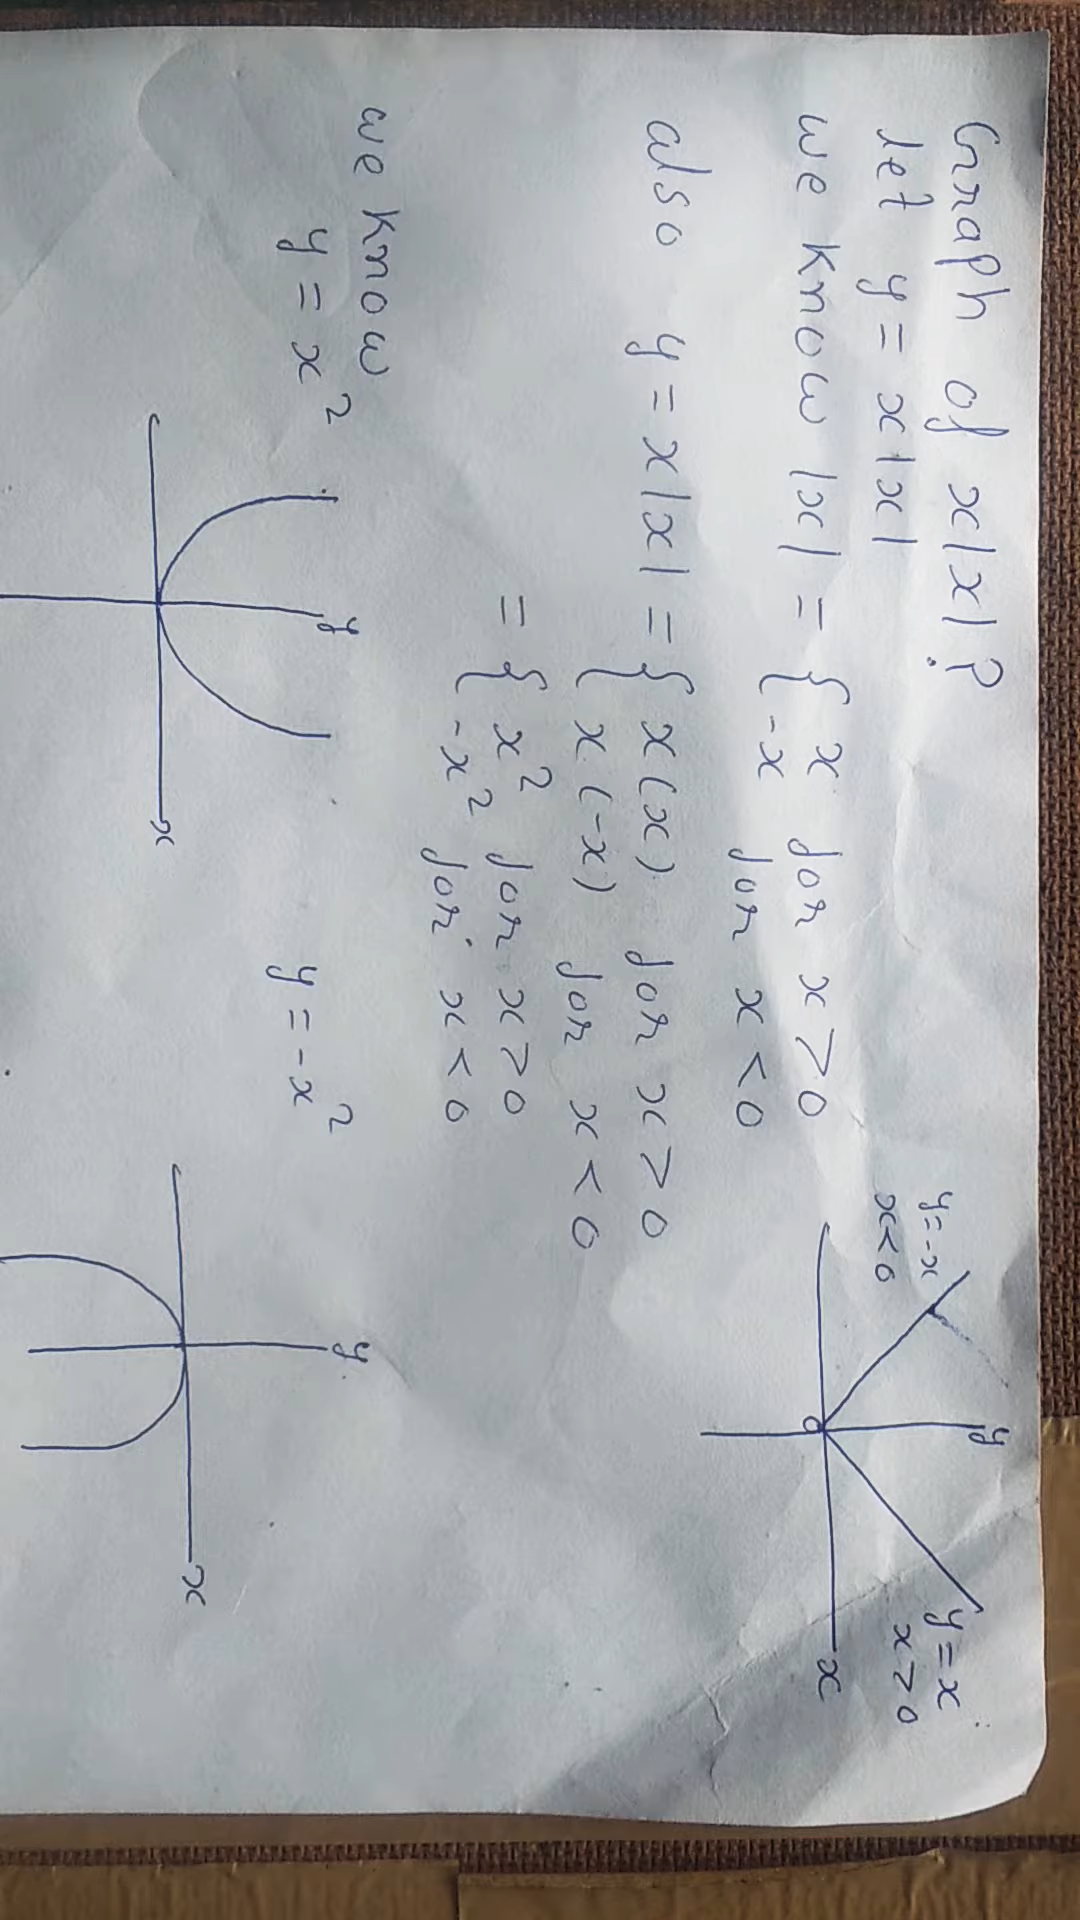 Graph of x|x|?
let y = x|x|
we know |x| = { x for x > 0
-x for x < 0
y = -x
x < 0
y
y = x
x > 0
o
x
also y = x|x| = { x(x) for x > 0
x(-x) for x < 0
= { x² for x > 0
-x² for x < 0
we know
y = x²
y
x
y = -x²
y
x